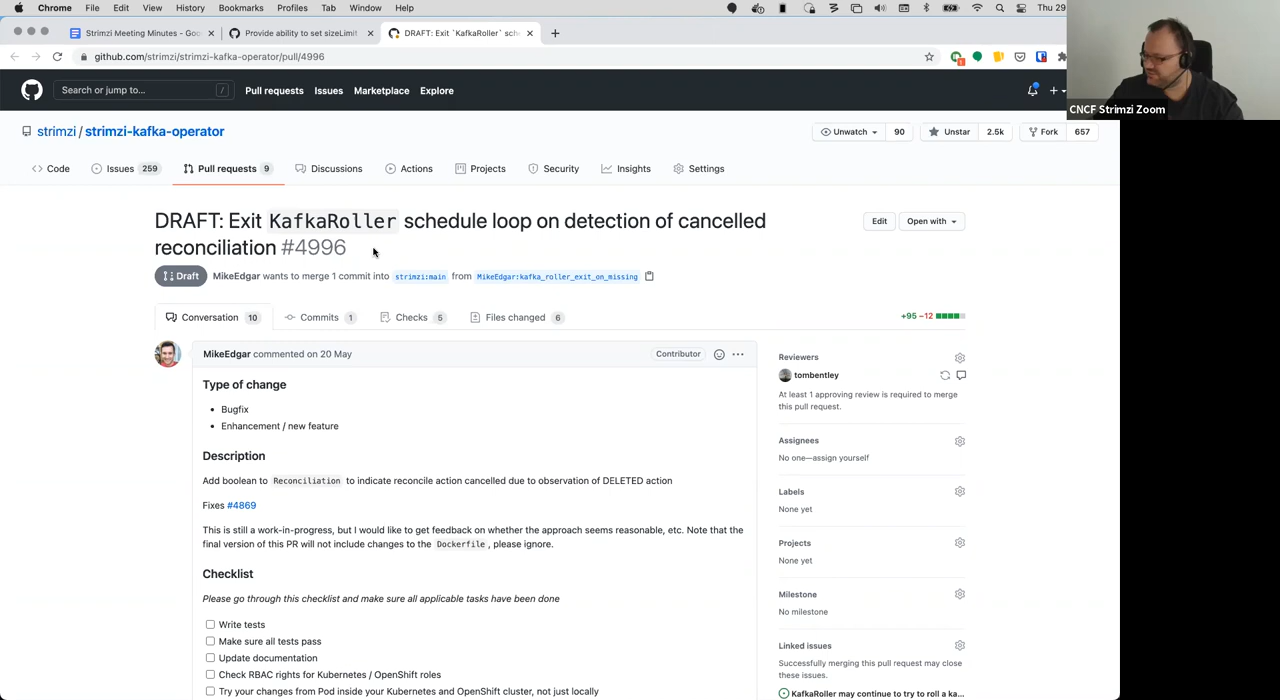 Chrome File Edit View History Bookmarks Profiles Tab Window Help Thu 29
Strimzi Meeting Minutes - Goo
Provide ability to set sizeLimit
DRAFT: Exit `KafkaRoller` sche
github.com/strimzi/strimzi-kafka-operator/pull/4996
CNCF Strimzi Zoom
Search or jump to... /
Pull requests Issues Marketplace Explore
strimzi / strimzi-kafka-operator
Unwatch 90 Unstar 2.5k Fork 657
Code Issues 259 Pull requests 9 Discussions Actions Projects Security Insights Settings
DRAFT: Exit KafkaRoller schedule loop on detection of cancelled
reconciliation #4996
Edit Open with
Draft MikeEdgar wants to merge 1 commit into strimzi:main from MikeEdgar:kafka_roller_exit_on_missing
Conversation 10 Commits 1 Checks 5 Files changed 6
+95 −12
MikeEdgar commented on 20 May Contributor
Type of change
Bugfix
Enhancement / new feature
Description
Add boolean to Reconciliation to indicate reconcile action cancelled due to observation of DELETED action
Fixes #4869
This is still a work-in-progress, but I would like to get feedback on whether the approach seems reasonable, etc. Note that the
final version of this PR will not include changes to the Dockerfile, please ignore.
Checklist
Please go through this checklist and make sure all applicable tasks have been done
Write tests
Make sure all tests pass
Update documentation
Check RBAC rights for Kubernetes / OpenShift roles
Try your changes from Pod inside your Kubernetes and OpenShift cluster, not just locally
Reviewers
tombentley
At least 1 approving review is required to merge
this pull request.
Assignees
No one—assign yourself
Labels
None yet
Projects
None yet
Milestone
No milestone
Linked issues
Successfully merging this pull request may close
these issues.
KafkaRoller may continue to try to roll a ka...